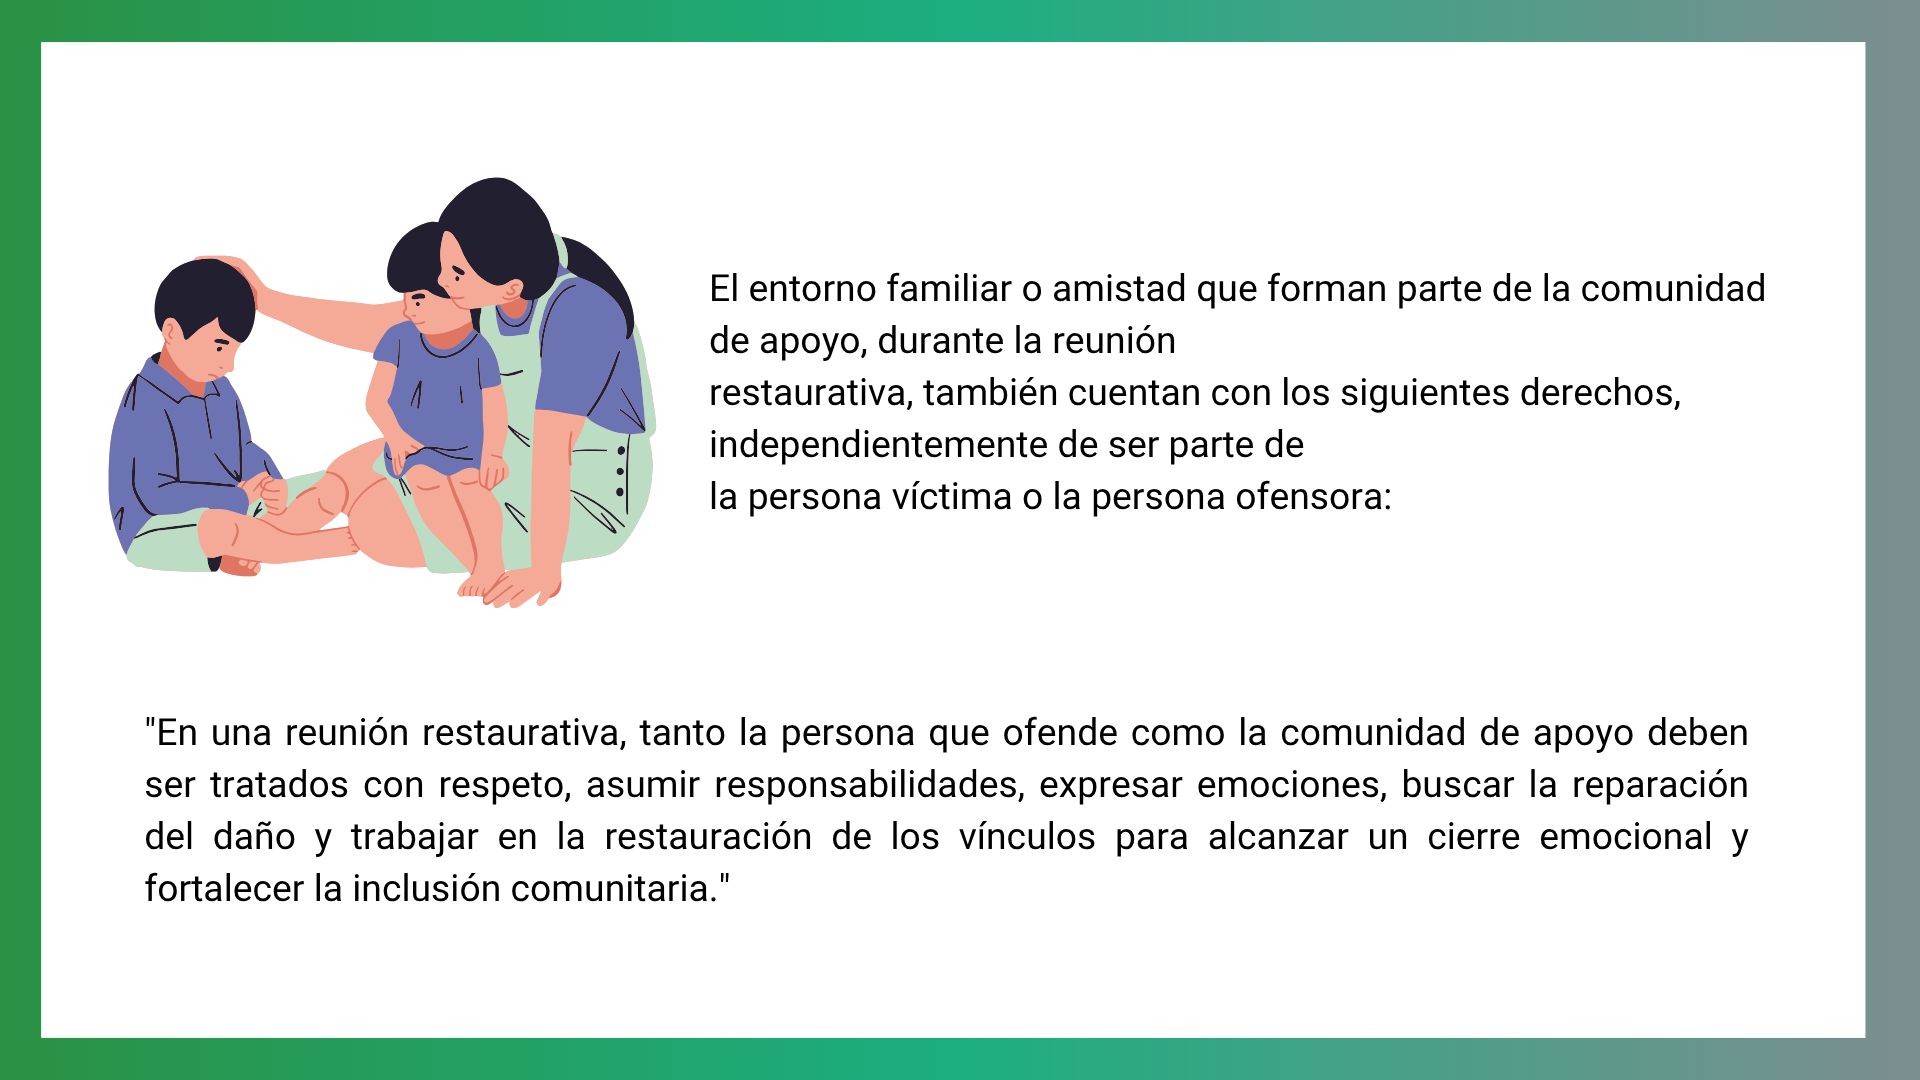 El entorno familiar o amistad que forman parte de la comunidad
de apoyo, durante la reunión
restaurativa, también cuentan con los siguientes derechos,
independientemente de ser parte de
la persona víctima o la persona ofensora:
"En una reunión restaurativa, tanto la persona que ofende como la comunidad de apoyo deben
ser tratados con respeto, asumir responsabilidades, expresar emociones, buscar la reparación
del daño y trabajar en la restauración de los vínculos para alcanzar un cierre emocional y
fortalecer la inclusión comunitaria."